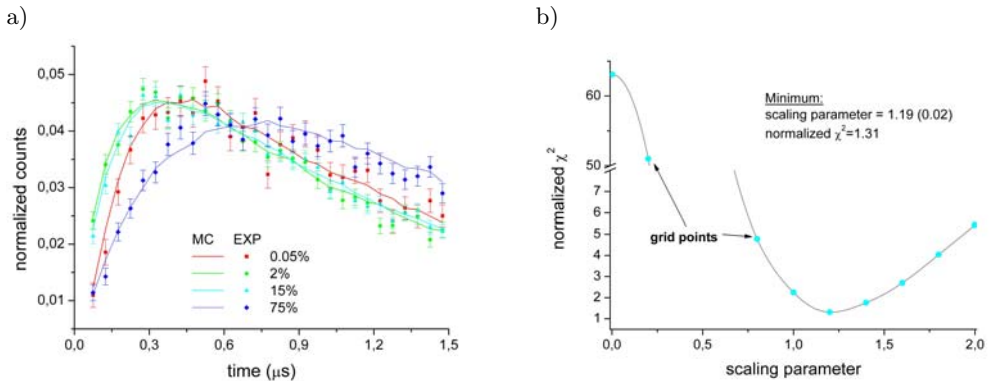 a)
0,05
0,04
0,03
0,02
0,01
normalized counts
MC EXP
0.05%
2%
15%
75%
0,0 0,3 0,6 0,9 1,2 1,5
time (μs)
b)
60
50
7
6
5
4
3
2
1
normalized χ²
Minimum:
scaling parameter = 1.19 (0.02)
normalized χ²=1.31
grid points
0,0 0,5 1,0 1,5 2,0
scaling parameter